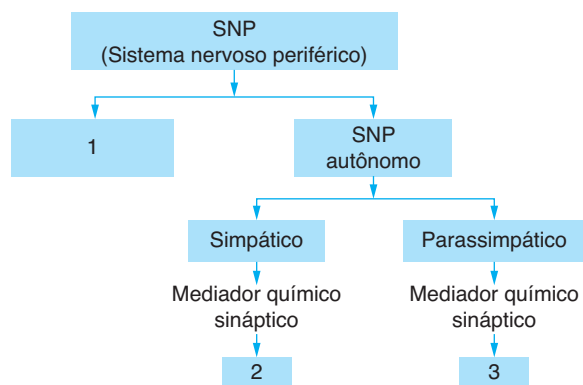 SNP
(Sistema nervoso periférico)
1
SNP
autônomo
Simpático
Parassimpático
Mediador químico
sináptico
Mediador químico
sináptico
2
3